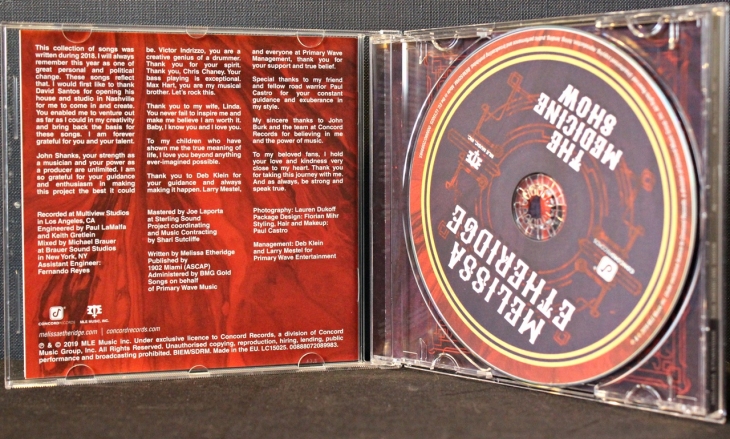 This collection of songs was
written during 2018. I will always
remember this year as one of
great personal and political
change. These songs reflect
that. I would first like to thank
David Santos for opening his
house and studio in Nashville
for me to come in and create.
You enabled me to venture out
as far as I could in my creativity
and bring back the basis for
these songs. I am forever
grateful for you and your talent.
John Shanks, your strength as
a musician and your power as
a producer are unlimited. I am
so grateful for your guidance
and enthusiasm in making
this project the best it could
be. Victor Indrizzo, you are a
creative genius of a drummer.
Thank you for your spirit.
Thank you, Chris Chaney. Your
bass playing is exceptional.
Max Hart, you are my musical
brother. Let's rock this.
Thank you to my wife, Linda.
You never fail to inspire me and
make me believe I am worth it.
Baby, I know you and I love you.
To my children who have
shown me the true meaning of
life, I love you beyond anything
ever-imagined possible.
Thank you to Deb Klein for
your guidance and always
making it happen. Larry Mestel,
and everyone at Primary Wave
Management, thank you for
your support and true belief.
Special thanks to my friend
and fellow road warrior Paul
Castro for your constant
guidance and exuberance in
my style.
My sincere thanks to John
Burk and the team at Concord
Records for believing in me
and the power of music.
To my beloved fans, I hold
your love and kindness very
close to my heart. Thank you
for taking this journey with me.
And as always, be strong and
speak true.
Recorded at Multiview Studios
in Los Angeles, CA
Engineered by Paul LaMalfa
and Keith Gretlein
Mixed by Michael Brauer
at Brauer Sound Studios
in New York, NY
Assistant Engineer:
Fernando Reyes
Mastered by Joe Laporta
at Sterling Sound
Project coordinating
and Music Contracting
by Shari Sutcliffe
Written by Melissa Etheridge
Published by
1902 Miami (ASCAP)
Administered by BMG Gold
Songs on behalf
of Primary Wave Music
Photography: Lauren Dukoff
Package Design: Florian Mihr
Styling, Hair and Makeup:
Paul Castro
Management: Deb Klein and
Larry Mestel for
Primary Wave Entertainment
CONCORD RECORDS MLE MUSIC, INC.
melissaetheridge.com | concordrecords.com
℗ & © 2019 MLE Music Inc. Under exclusive licence to Concord Records, a division of Concord
Music Group, Inc. All Rights Reserved. Unauthorised copying, reproduction, hiring, lending, public
performance and broadcasting prohibited. BIEM/SDRM. Made in the EU. LC15025. 00888072089983.
MELISSA
ETHERIDGE
THE
MEDICINE
SHOW